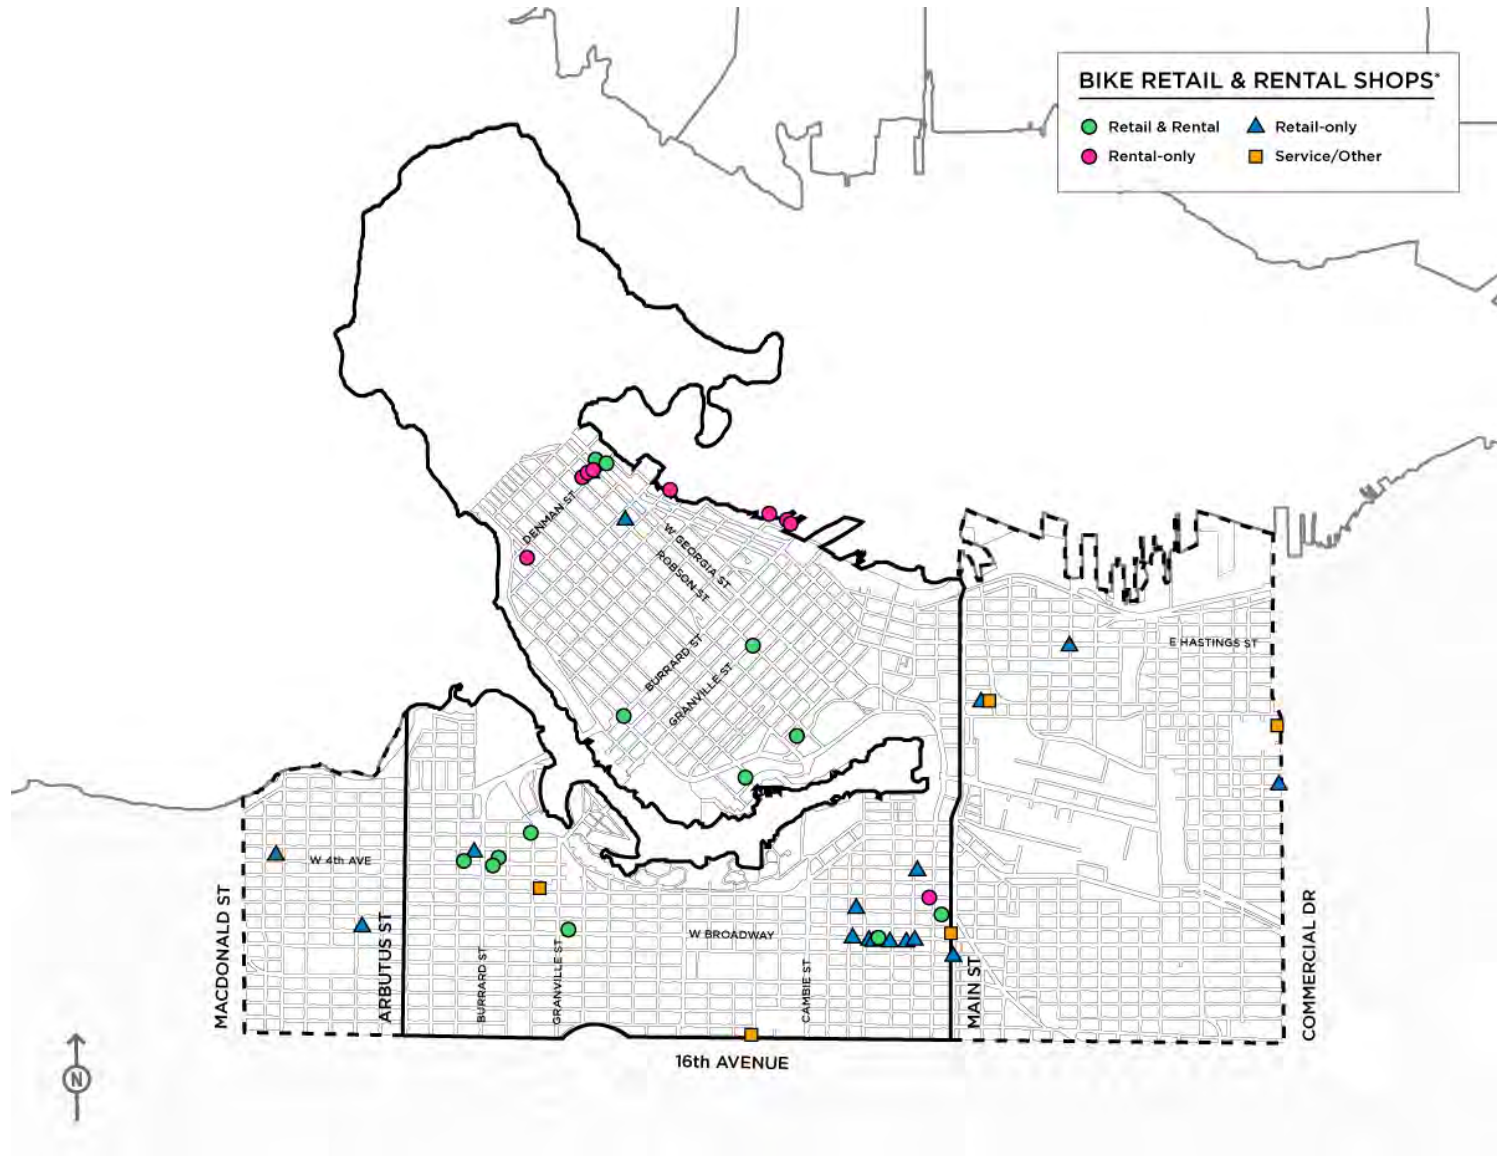 BIKE RETAIL & RENTAL SHOPS*
Retail & Rental
Retail-only
Rental-only
Service/Other
DENMAN ST
W GEORGIA ST
ROBSON ST
BURRARD ST
GRANVILLE ST
E HASTINGS ST
W 4th AVE
W BROADWAY
MACDONALD ST
ARBUTUS ST
BURRARD ST
GRANVILLE ST
CAMBIE ST
MAIN ST
COMMERCIAL DR
16th AVENUE
N